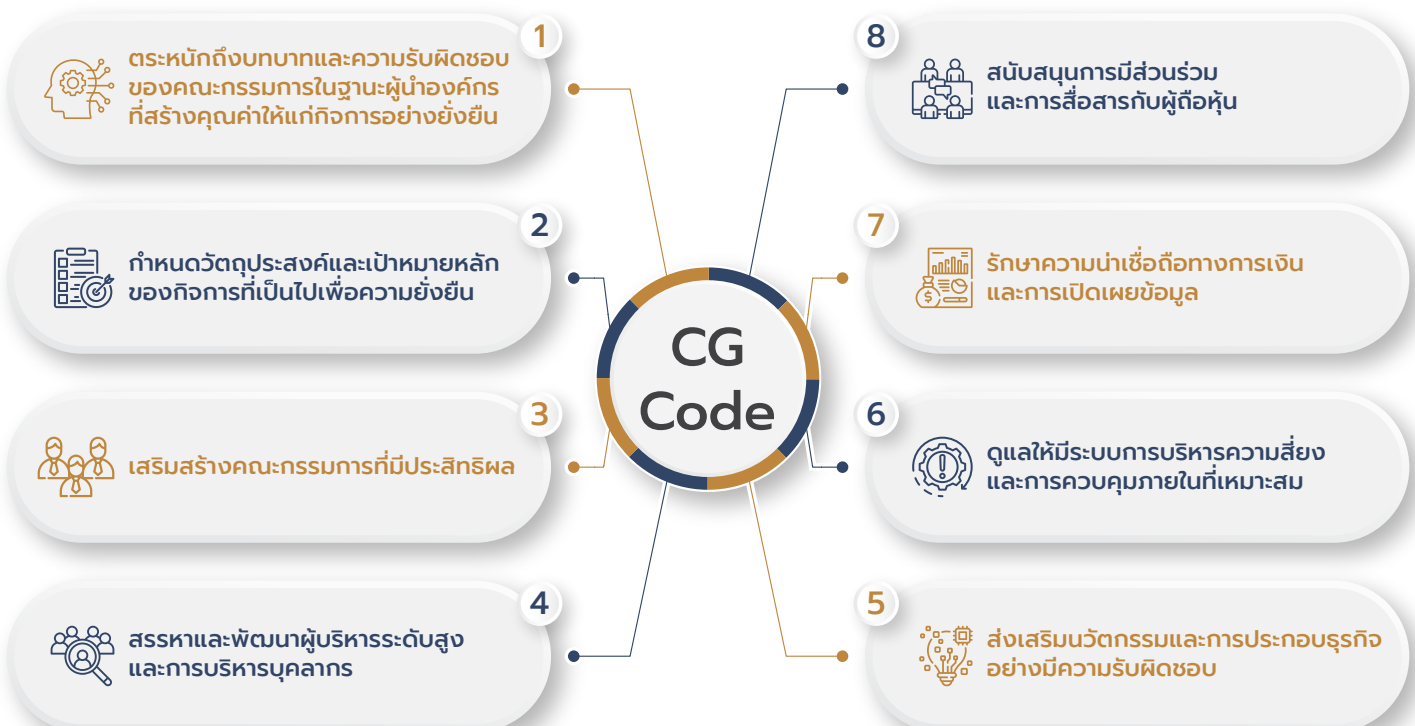 1
ตระหนักถึงบทบาทและความรับผิดชอบ
ของคณะกรรมการในฐานะผู้นำองค์กร
ที่สร้างคุณค่าให้แก่กิจการอย่างยั่งยืน
2
กำหนดวัตถุประสงค์และเป้าหมายหลัก
ของกิจการที่เป็นไปเพื่อความยั่งยืน
3
เสริมสร้างคณะกรรมการที่มีประสิทธิผล
4
สรรหาและพัฒนาผู้บริหารระดับสูง
และการบริหารบุคลากร
CG
Code
8
สนับสนุนการมีส่วนร่วม
และการสื่อสารกับผู้ถือหุ้น
7
รักษาความน่าเชื่อถือทางการเงิน
และการเปิดเผยข้อมูล
6
ดูแลให้มีระบบการบริหารความเสี่ยง
และการควบคุมภายในที่เหมาะสม
5
ส่งเสริมนวัตกรรมและการประกอบธุรกิจ
อย่างมีความรับผิดชอบ